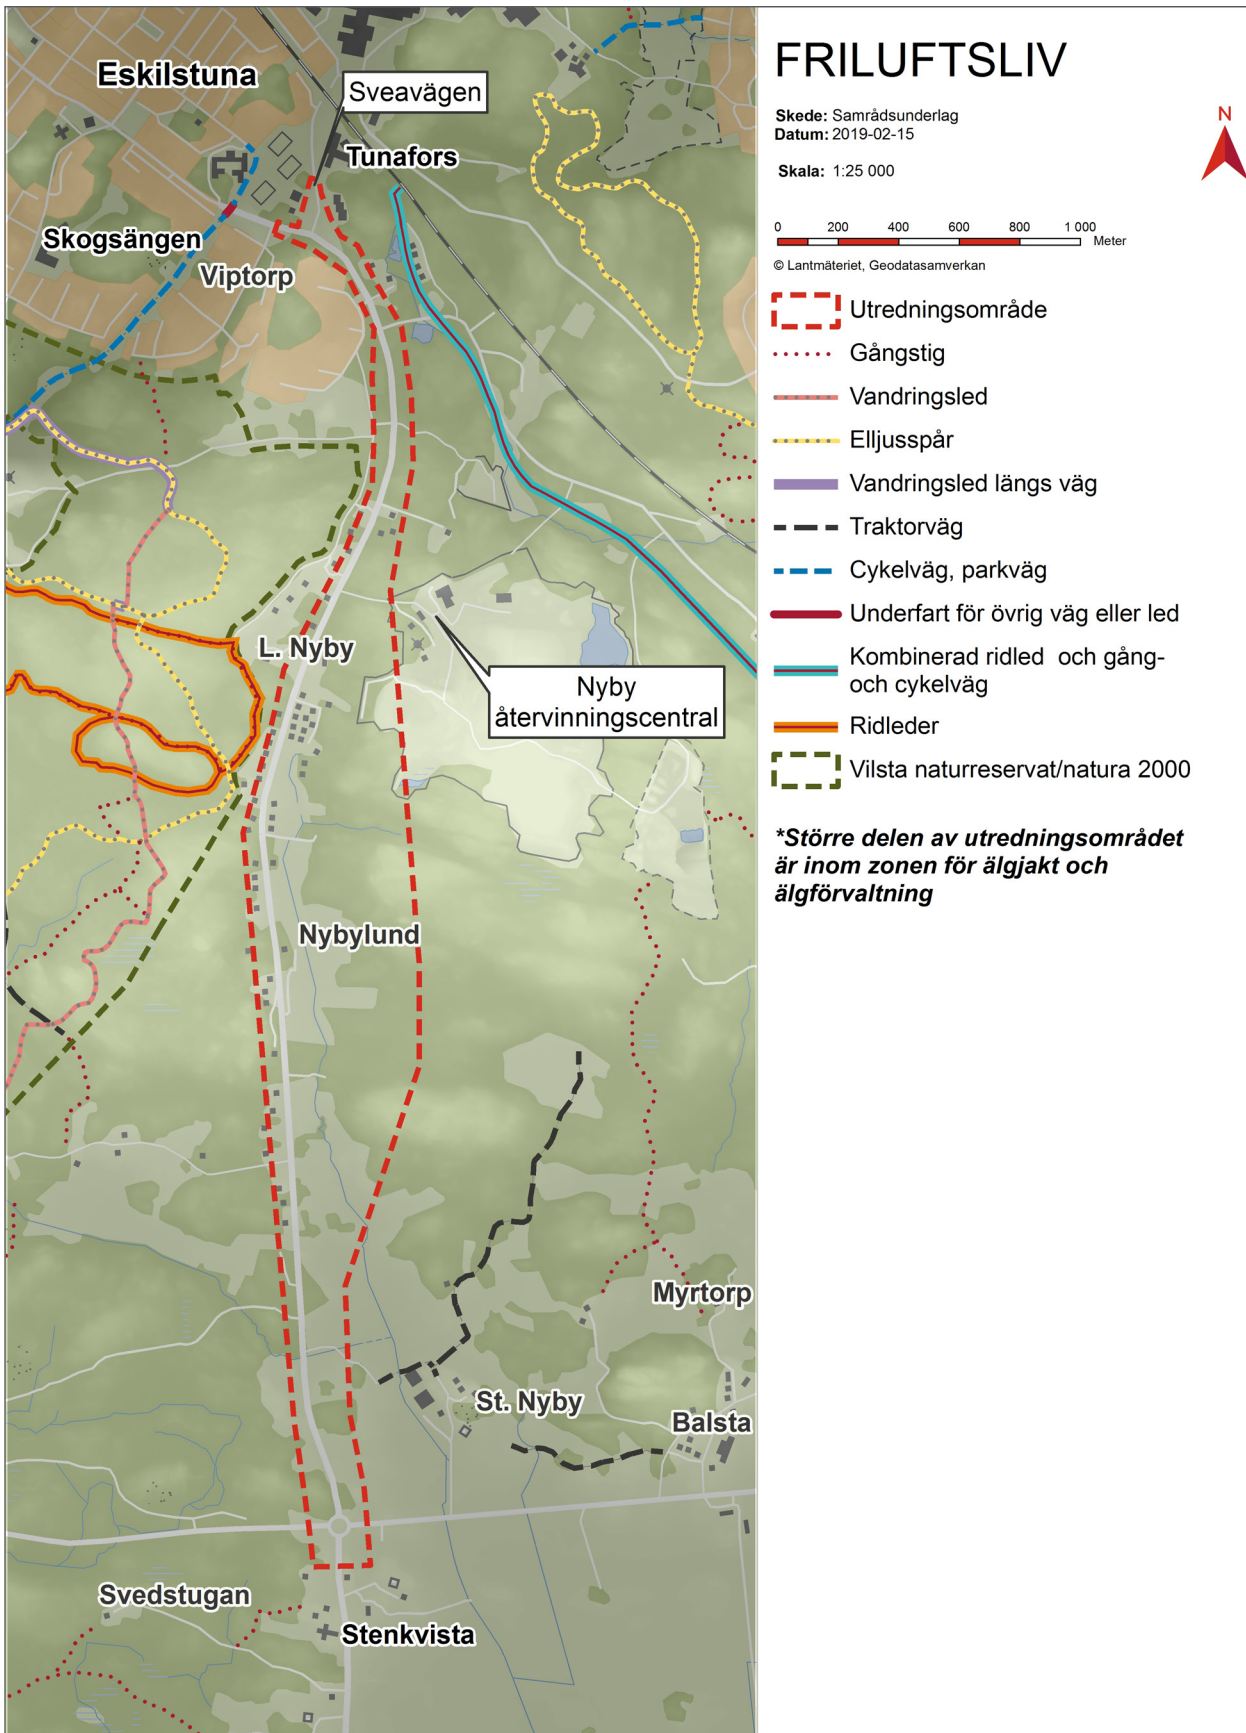 Eskilstuna
Sveavägen
Tunafors
Skogsängen
Viptorp
L. Nyby
Nyby
återvinningscentral
Nybylund
Myrtorp
St. Nyby
Balsta
Svedstugan
Stenkvista
FRILUFTSLIV
Skede: Samrådsunderlag
Datum: 2019-02-15
Skala: 1:25 000
N
0 200 400 600 800 1 000
Meter
© Lantmäteriet, Geodatasamverkan
Utredningsområde
Gångstig
Vandringsled
Elljusspår
Vandringsled längs väg
Traktorväg
Cykelväg, parkväg
Underfart för övrig väg eller led
Kombinerad ridled och gång-
och cykelväg
Ridleder
Vilsta naturreservat/natura 2000
*Större delen av utredningsområdet
är inom zonen för älgjakt och
älgförvaltning